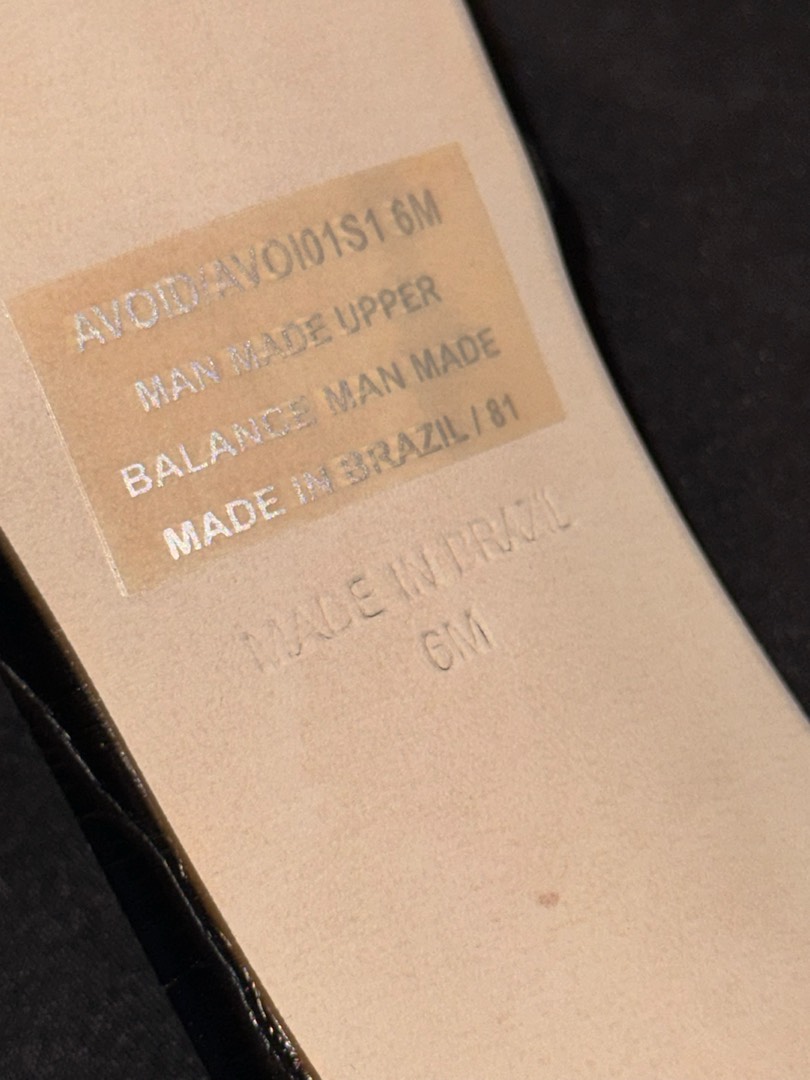 AVOID/AVOI01S1 6M
MAN MADE UPPER
BALANCE MAN MADE
MADE IN BRAZIL / 81
MADE IN BRAZIL
6M